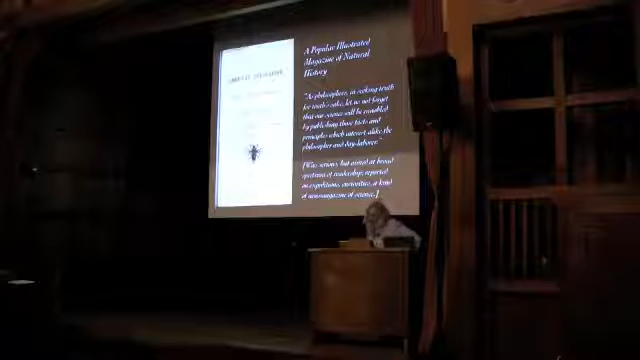 A Popular Illustrated
Magazine of Natural
History
"As philosophers, in seeking truth
for truth's sake, let us not forget
that our science will be ennobled
by publishing those facts and
principles which interest alike the
philosopher and day-laborer."
[Was serious, but aimed at broad
spectrum of readership; reported
on expeditions, curiosities, a kind
of newsmagazine of science.]